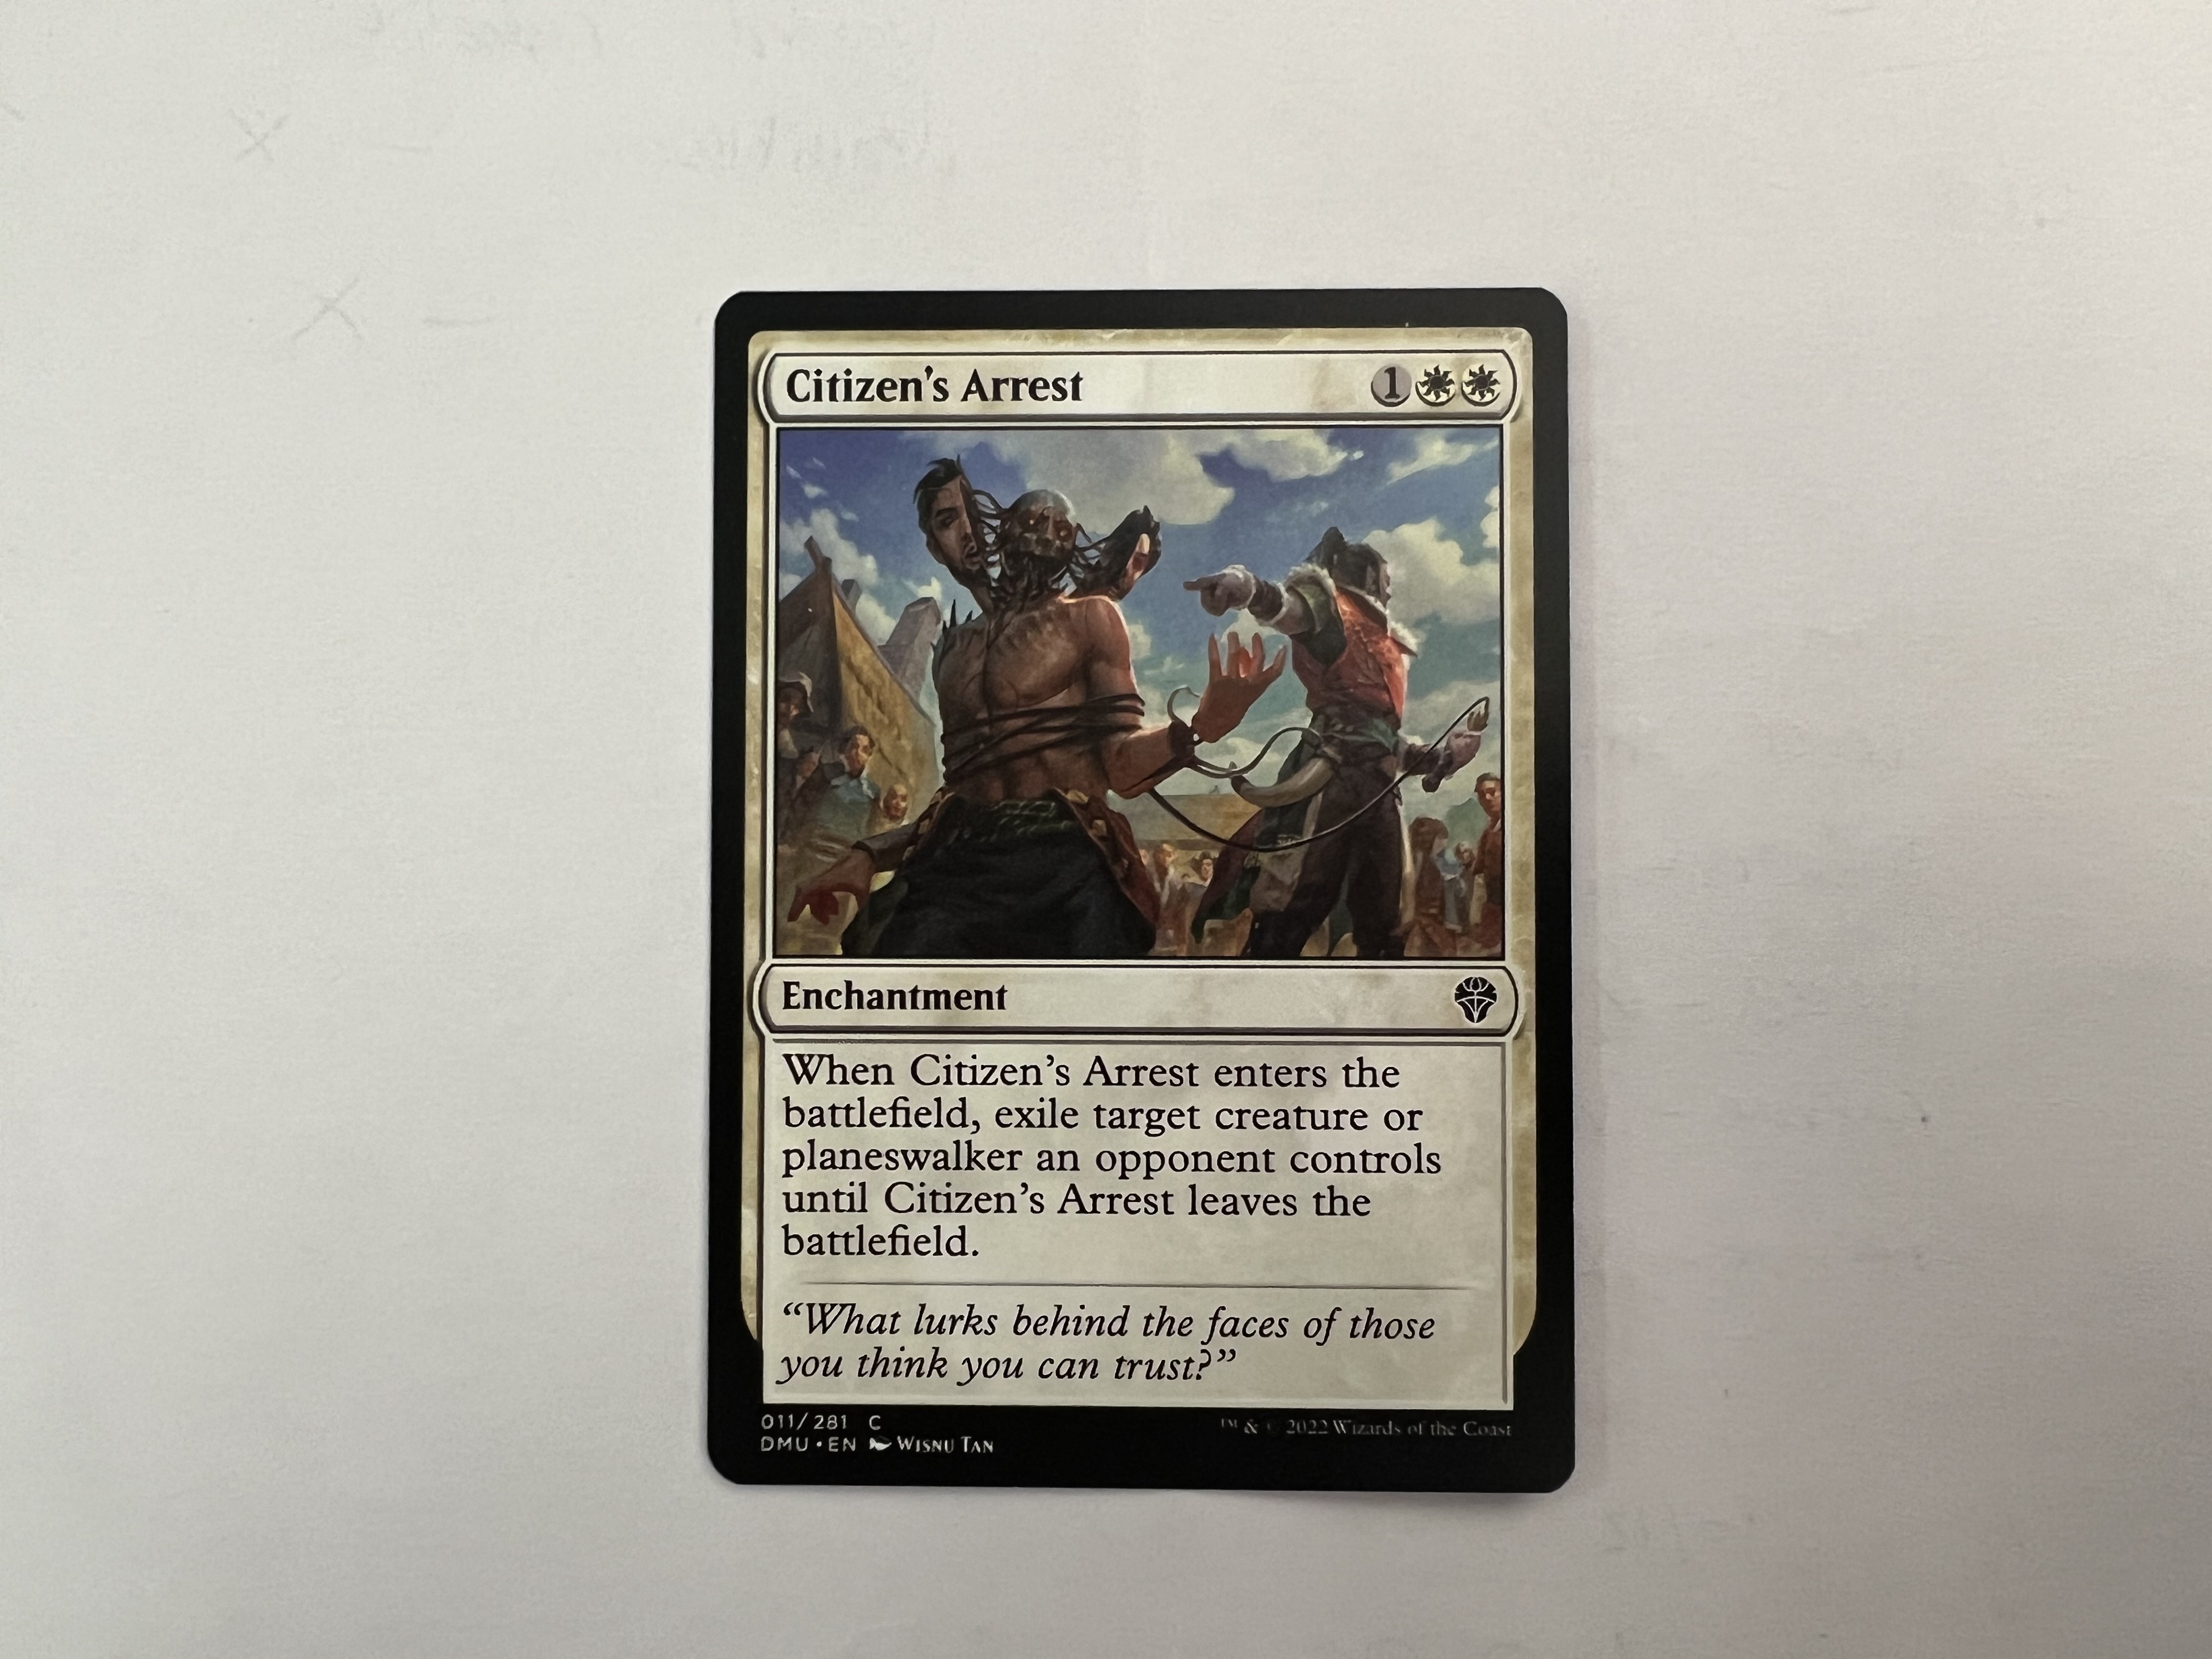 Citizen's Arrest 1
Enchantment
When Citizen's Arrest enters the
battlefield, exile target creature or
planeswalker an opponent controls
until Citizen's Arrest leaves the
battlefield.
“What lurks behind the faces of those
you think you can trust?”
011/281 C
DMU • EN Wisnu Tan
™ & © 2022 Wizards of the Coast